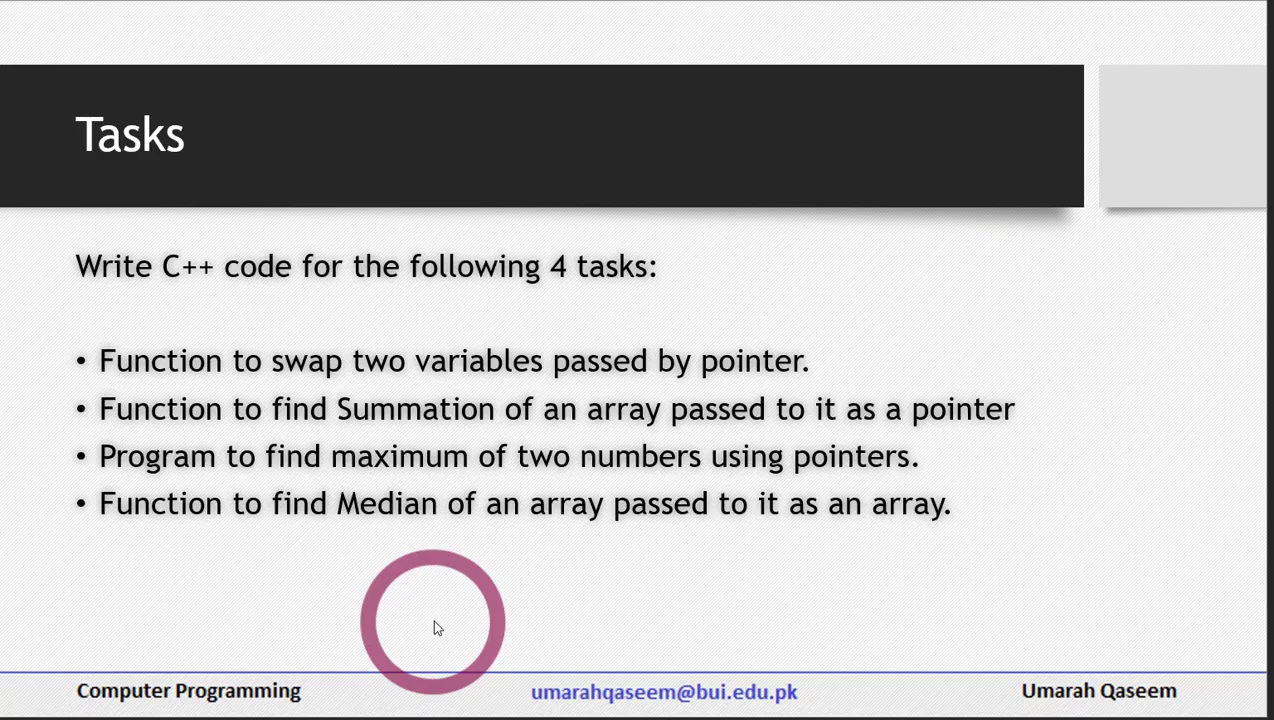 Tasks
Write C++ code for the following 4 tasks:
• Function to swap two variables passed by pointer.
• Function to find Summation of an array passed to it as a pointer
• Program to find maximum of two numbers using pointers.
• Function to find Median of an array passed to it as an array.
Computer Programming umarahqaseem@bui.edu.pk Umarah Qaseem